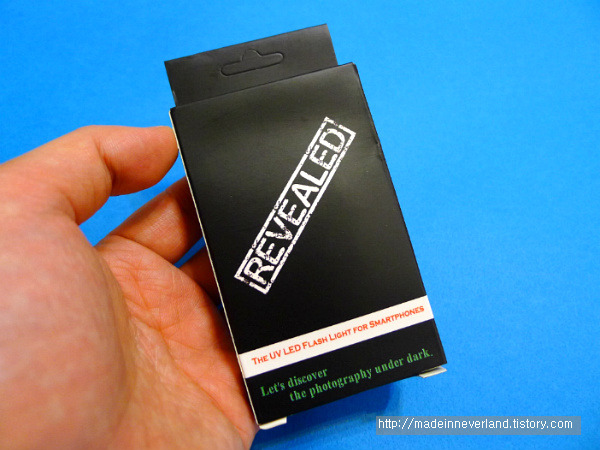 REVEALED
THE UV LED FLASH LIGHT FOR SMARTPHONES
Let's discover
the photography under dark.
http://madeinneverland.tistory.com